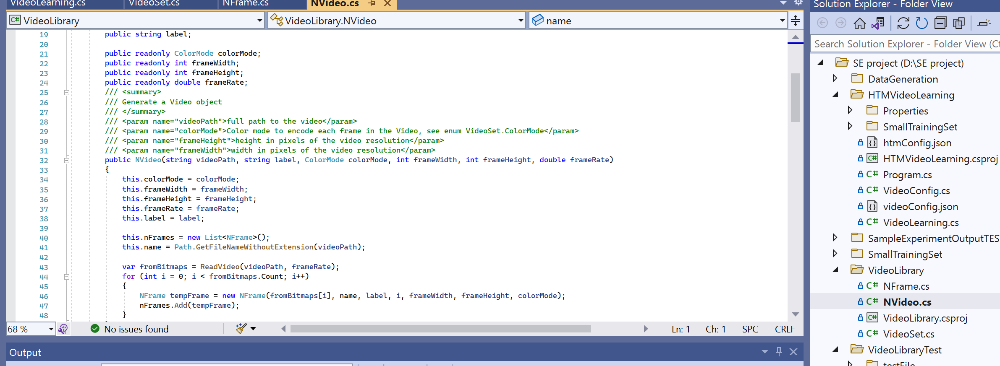 VideoLearning.cs VideoSet.cs NFrame.cs NVideo.cs
VideoLibrary VideoLibrary.NVideo name
19 public string label;
20
21 public readonly ColorMode colorMode;
22 public readonly int frameWidth;
23 public readonly int frameHeight;
24 public readonly double frameRate;
25 /// <summary>
26 /// Generate a Video object
27 /// </summary>
28 /// <param name="videoPath">full path to the video</param>
29 /// <param name="colorMode">Color mode to encode each frame in the Video, see enum VideoSet.ColorMode</param>
30 /// <param name="frameHeight">height in pixels of the video resolution</param>
31 /// <param name="frameWidth">width in pixels of the video resolution</param>
32 public NVideo(string videoPath, string label, ColorMode colorMode, int frameWidth, int frameHeight, double frameRate)
33 {
34 this.colorMode = colorMode;
35 this.frameWidth = frameWidth;
36 this.frameHeight = frameHeight;
37 this.frameRate = frameRate;
38 this.label = label;
39
40 this.nFrames = new List<NFrame>();
41 this.name = Path.GetFileNameWithoutExtension(videoPath);
42
43 var fromBitmaps = ReadVideo(videoPath, frameRate);
44 for (int i = 0; i < fromBitmaps.Count; i++)
45 {
46 NFrame tempFrame = new NFrame(fromBitmaps[i], name, label, i, frameWidth, frameHeight, colorMode);
47 nFrames.Add(tempFrame);
48 }
68 % No issues found Ln: 1 Ch: 1 SPC CRLF
Output
Solution Explorer - Folder View
Search Solution Explorer - Folder View (Ct
SE project (D:\SE project)
DataGeneration
HTMVideoLearning
Properties
SmallTrainingSet
{} htmConfig.json
C# HTMVideoLearning.csproj
C# Program.cs
C# VideoConfig.cs
{} videoConfig.json
C# VideoLearning.cs
SampleExperimentOutputTES
SmallTrainingSet
VideoLibrary
C# NFrame.cs
C# NVideo.cs
C# VideoLibrary.csproj
C# VideoSet.cs
VideoLibraryTest
testFile